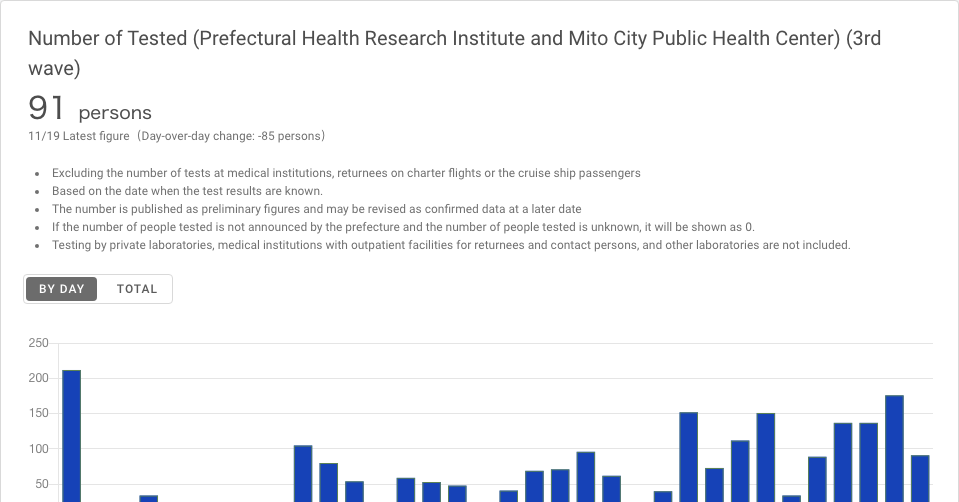 Number of Tested (Prefectural Health Research Institute and Mito City Public Health Center) (3rd
wave)
91 persons
11/19 Latest figure（Day-over-day change: -85 persons）
• Excluding the number of tests at medical institutions, returnees on charter flights or the cruise ship passengers
• Based on the date when the test results are known.
• The number is published as preliminary figures and may be revised as confirmed data at a later date
• If the number of people tested is not announced by the prefecture and the number of people tested is unknown, it will be shown as 0.
• Testing by private laboratories, medical institutions with outpatient facilities for returnees and contact persons, and other laboratories are not included.
BY DAY TOTAL
250
200
150
100
50